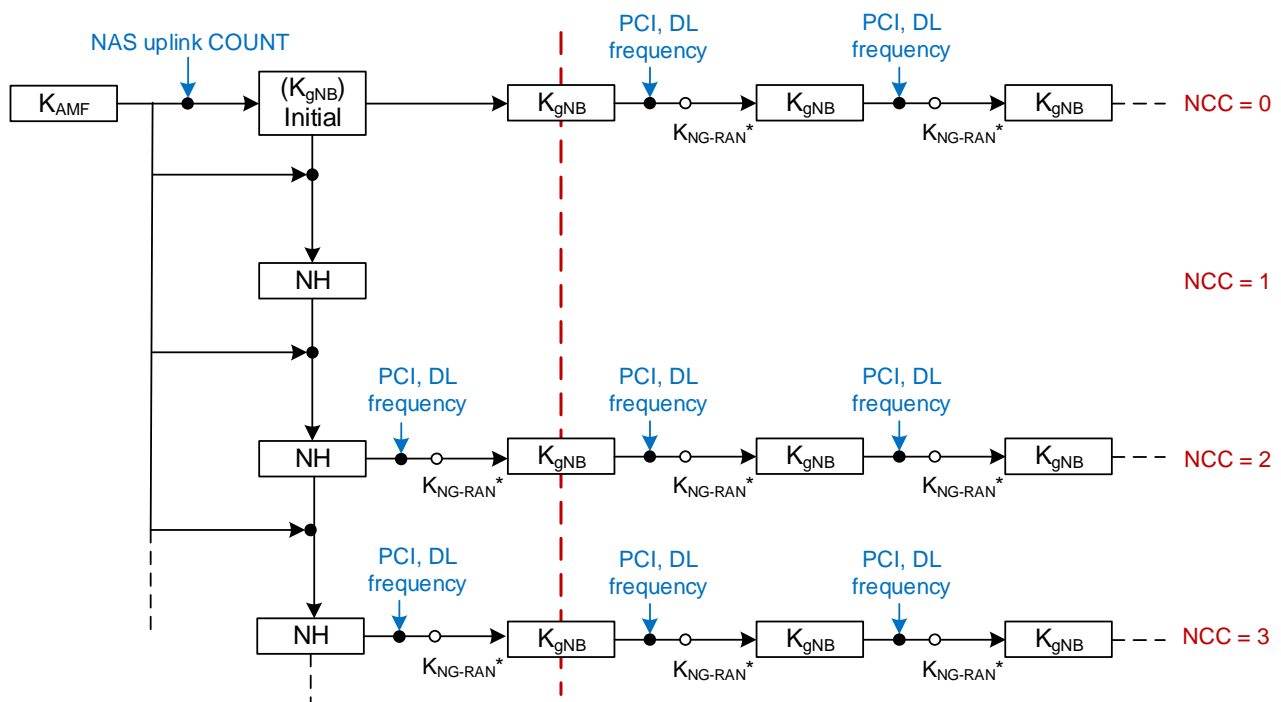 NAS uplink COUNT
PCI, DL
frequency
PCI, DL
frequency
KAMF
(KgNB)
Initial
KgNB
KgNB
KgNB
NCC = 0
KNG-RAN*
KNG-RAN*
NH
NCC = 1
PCI, DL
frequency
PCI, DL
frequency
PCI, DL
frequency
NH
KgNB
KgNB
KgNB
NCC = 2
KNG-RAN*
KNG-RAN*
KNG-RAN*
PCI, DL
frequency
PCI, DL
frequency
PCI, DL
frequency
NH
KgNB
KgNB
KgNB
NCC = 3
KNG-RAN*
KNG-RAN*
KNG-RAN*